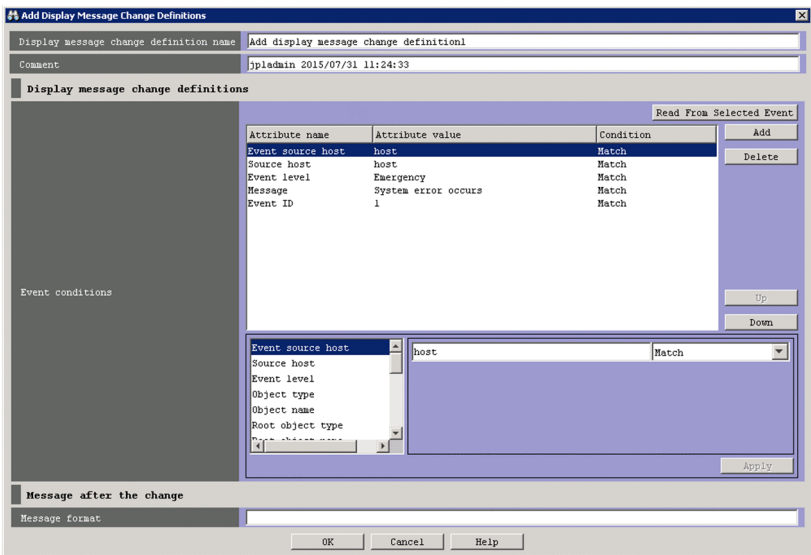 Add Display Message Change Definitions
Display message change definition name Add display message change definition1
Comment jp1admin 2015/07/31 11:24:33
Display message change definitions
Read From Selected Event
Attribute name Attribute value Condition Add
Event source host host Match
Source host host Match Delete
Event level Emergency Match
Message System error occurs Match
Event ID 1 Match
Event conditions
Up
Down
Event source host host Match
Source host
Event level
Object type
Object name
Root object type
Apply
Message after the change
Message format
OK Cancel Help